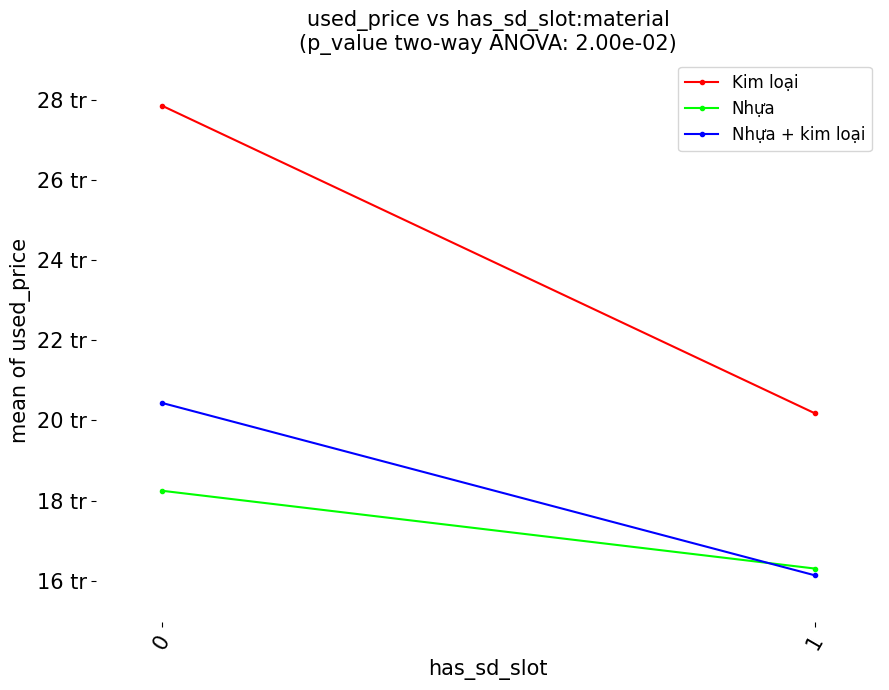 used_price vs has_sd_slot:material
(p_value two-way ANOVA: 2.00e-02)
Kim loại
Nhựa
Nhựa + kim loại
28 tr
26 tr
24 tr
22 tr
20 tr
18 tr
16 tr
mean of used_price
0
1
has_sd_slot